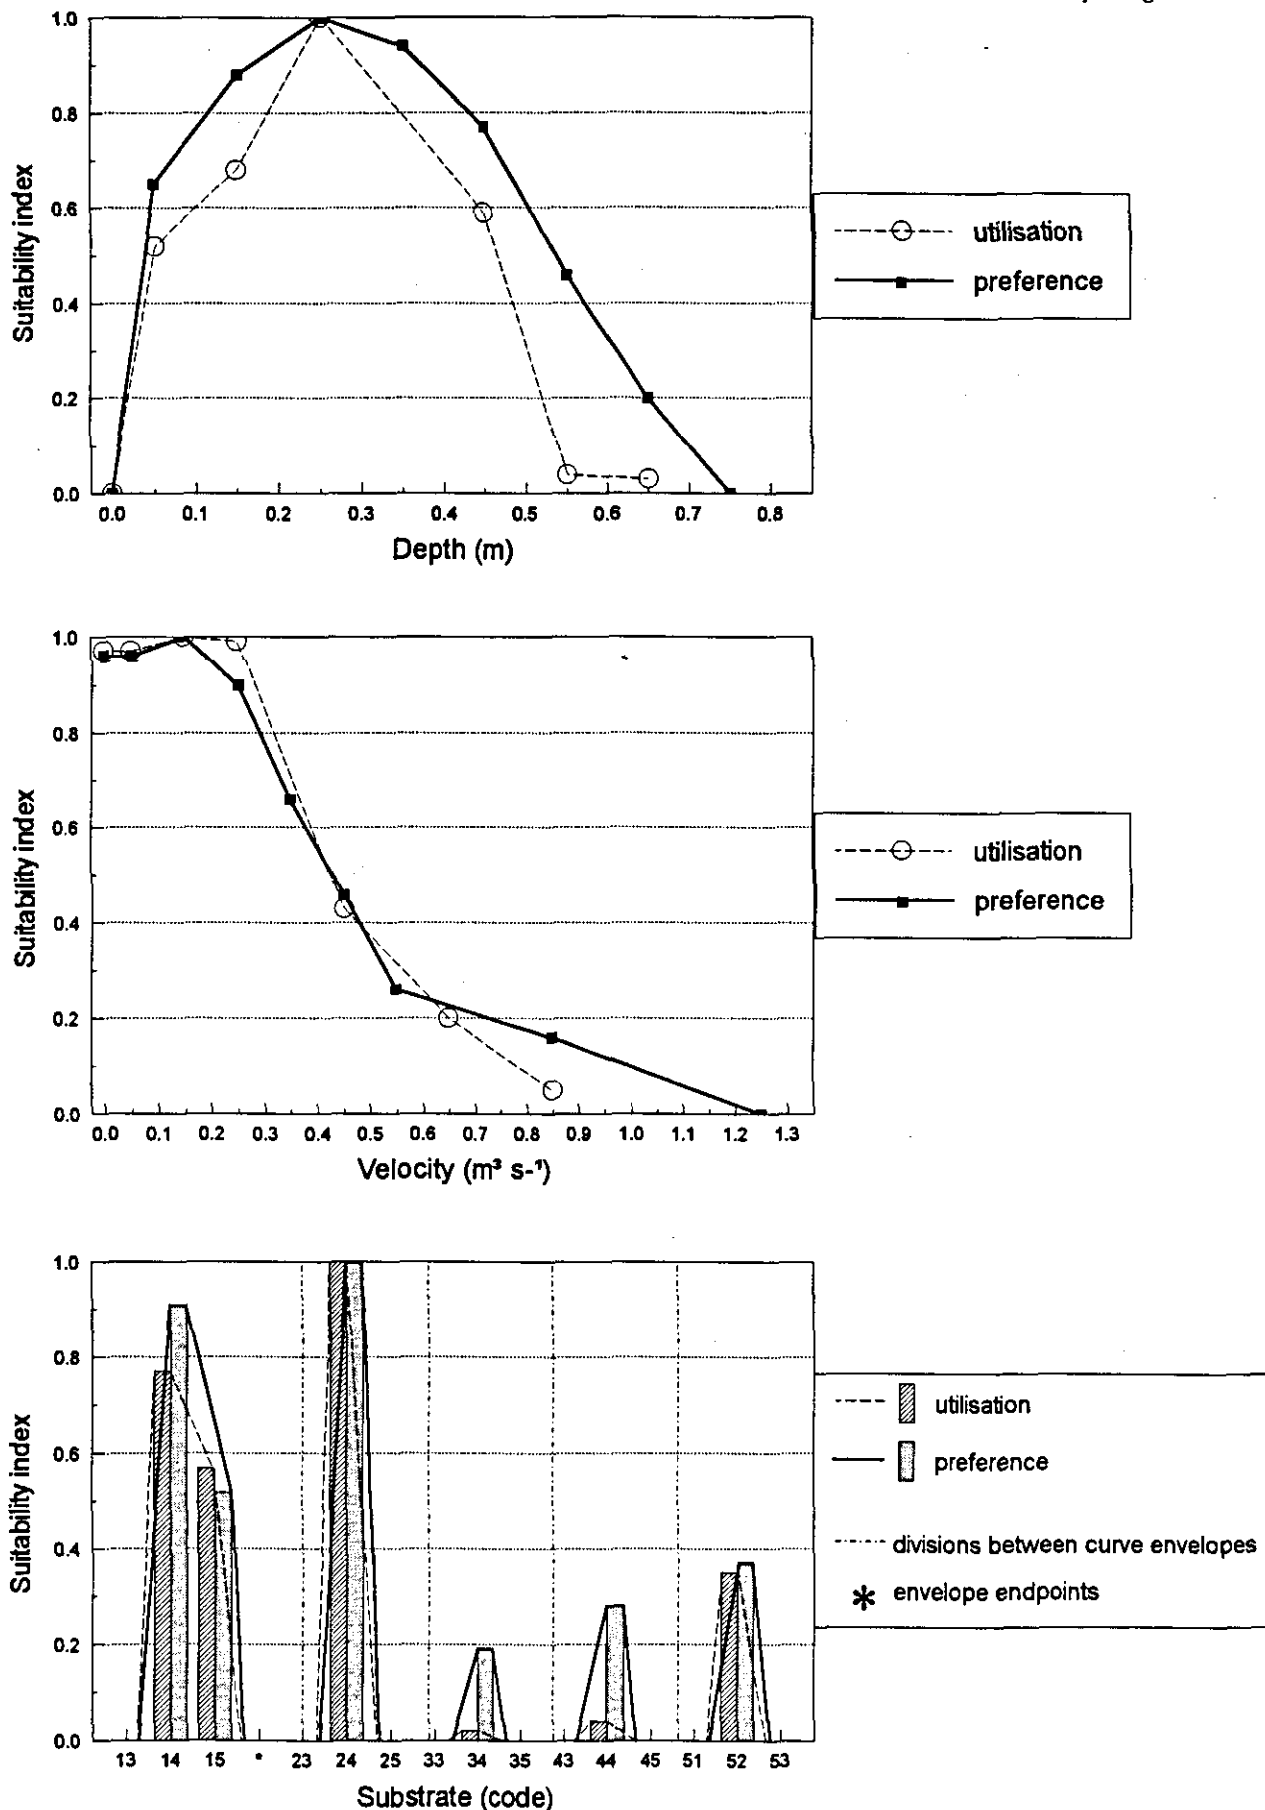 1.0
0.8
0.6
0.4
0.2
0.0
Suitability index
0.0 0.1 0.2 0.3 0.4 0.5 0.6 0.7 0.8
Depth (m)
utilisation
preference
1.0
0.8
0.6
0.4
0.2
0.0
Suitability index
0.0 0.1 0.2 0.3 0.4 0.5 0.6 0.7 0.8 0.9 1.0 1.1 1.2 1.3
Velocity (m³ s-¹)
utilisation
preference
1.0
0.8
0.6
0.4
0.2
0.0
Suitability index
13 14 15 * 23 24 25 33 34 35 43 44 45 51 52 53
Substrate (code)
utilisation
preference
divisions between curve envelopes
* envelope endpoints